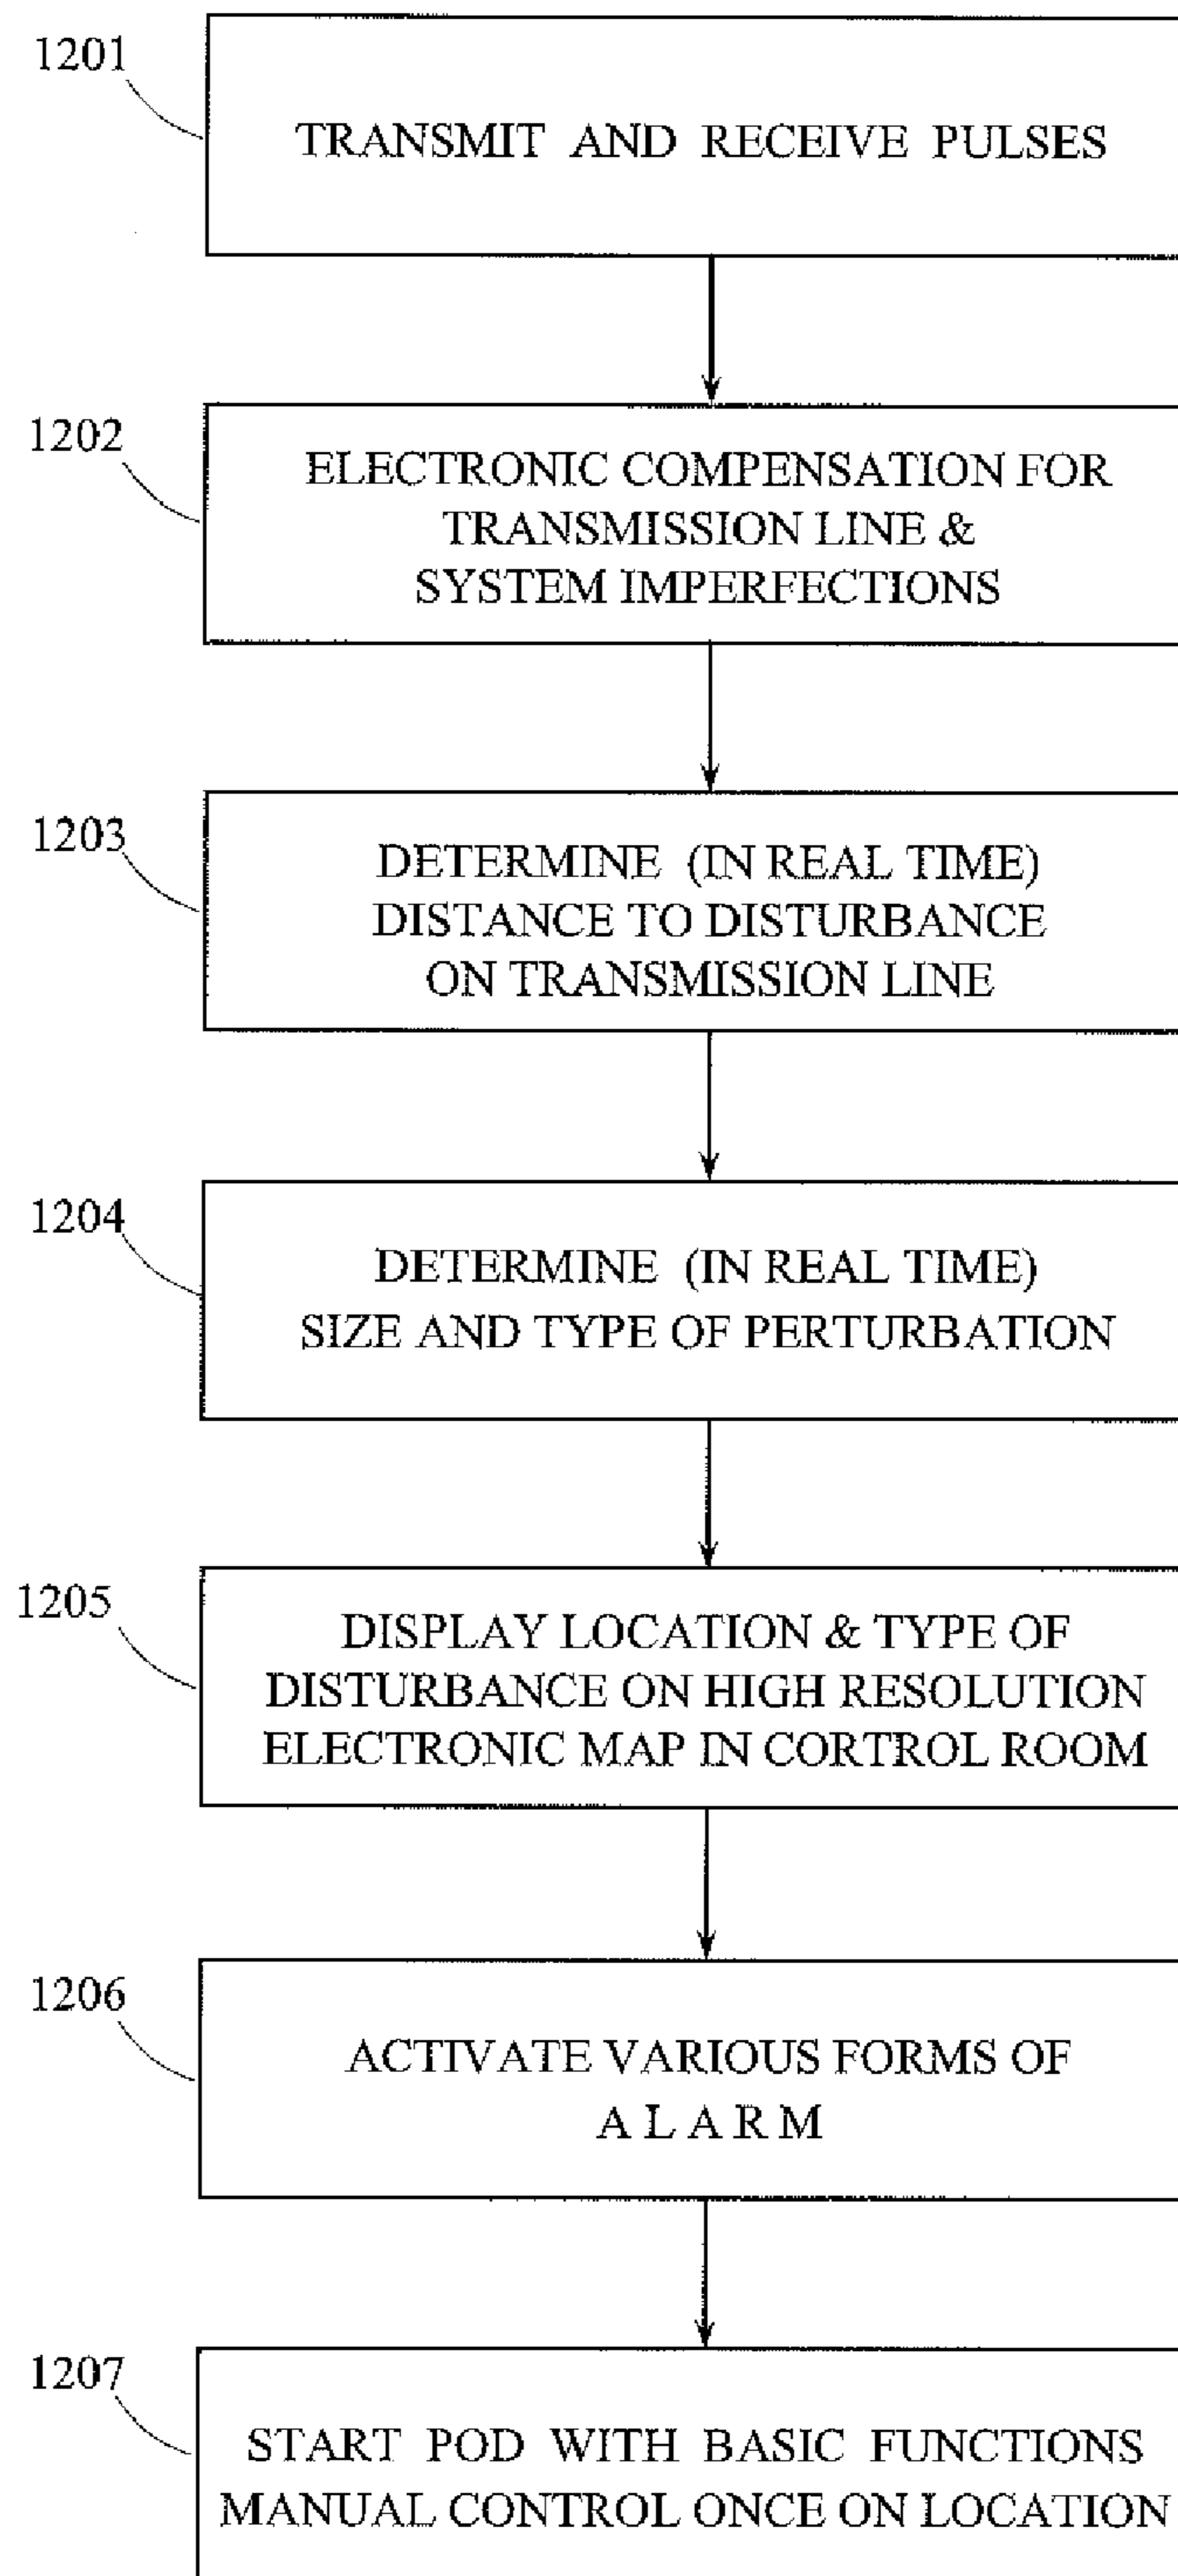 1201
TRANSMIT AND RECEIVE PULSES
1202
ELECTRONIC COMPENSATION FOR
TRANSMISSION LINE &
SYSTEM IMPERFECTIONS
1203
DETERMINE (IN REAL TIME)
DISTANCE TO DISTURBANCE
ON TRANSMISSION LINE
1204
DETERMINE (IN REAL TIME)
SIZE AND TYPE OF PERTURBATION
1205
DISPLAY LOCATION & TYPE OF
DISTURBANCE ON HIGH RESOLUTION
ELECTRONIC MAP IN CORTROL ROOM
1206
ACTIVATE VARIOUS FORMS OF
A L A R M
1207
START POD WITH BASIC FUNCTIONS
MANUAL CONTROL ONCE ON LOCATION